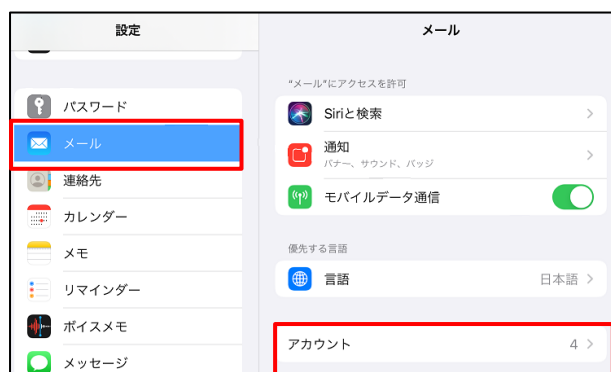 設定
パスワード
メール
連絡先
カレンダー
メモ
リマインダー
ボイスメモ
メッセージ
メール
“メール”にアクセスを許可
Siriと検索
通知
バナー、サウンド、バッジ
モバイルデータ通信
優先する言語
言語 日本語
アカウント 4